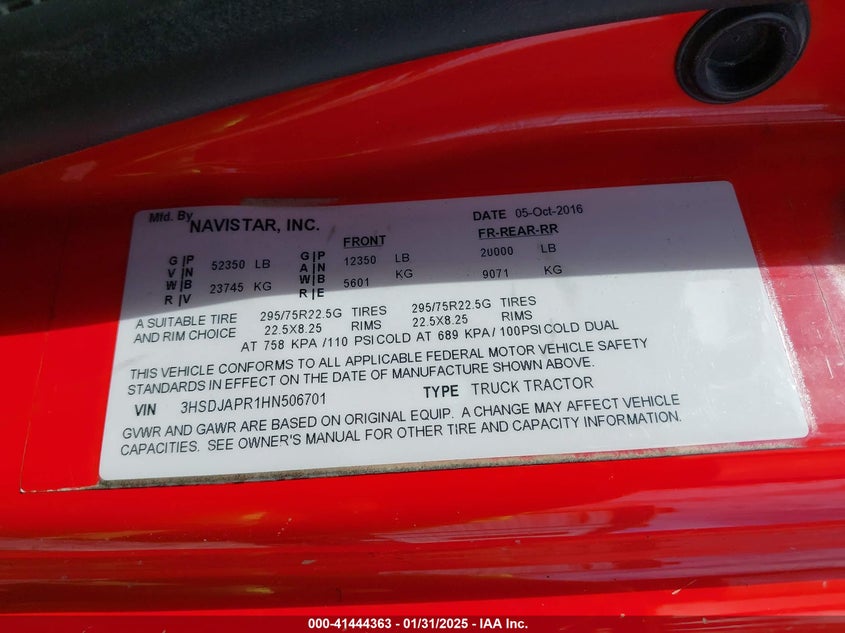 Mfd. By NAVISTAR, INC. DATE 05-Oct-2016
FRONT FR-REAR-RR
G P 52350 LB G P 12350 LB 20000 LB
V N A N
W B 23745 KG W B 5601 KG 9071 KG
R V R E
A SUITABLE TIRE 295/75R22.5G TIRES 295/75R22.5G TIRES
AND RIM CHOICE 22.5X8.25 RIMS 22.5X8.25 RIMS
AT 758 KPA /110 PSI COLD AT 689 KPA / 100 PSI COLD DUAL
THIS VEHICLE CONFORMS TO ALL APPLICABLE FEDERAL MOTOR VEHICLE SAFETY
STANDARDS IN EFFECT ON THE DATE OF MANUFACTURE SHOWN ABOVE.
VIN 3HSDJAPR1HN506701 TYPE TRUCK TRACTOR
GVWR AND GAWR ARE BASED ON ORIGINAL EQUIP. A CHANGE MAY AFFECT VEHICLE
CAPACITIES. SEE OWNER'S MANUAL FOR OTHER TIRE AND CAPACITY INFORMATION.
000-41444363 - 01/31/2025 - IAA Inc.